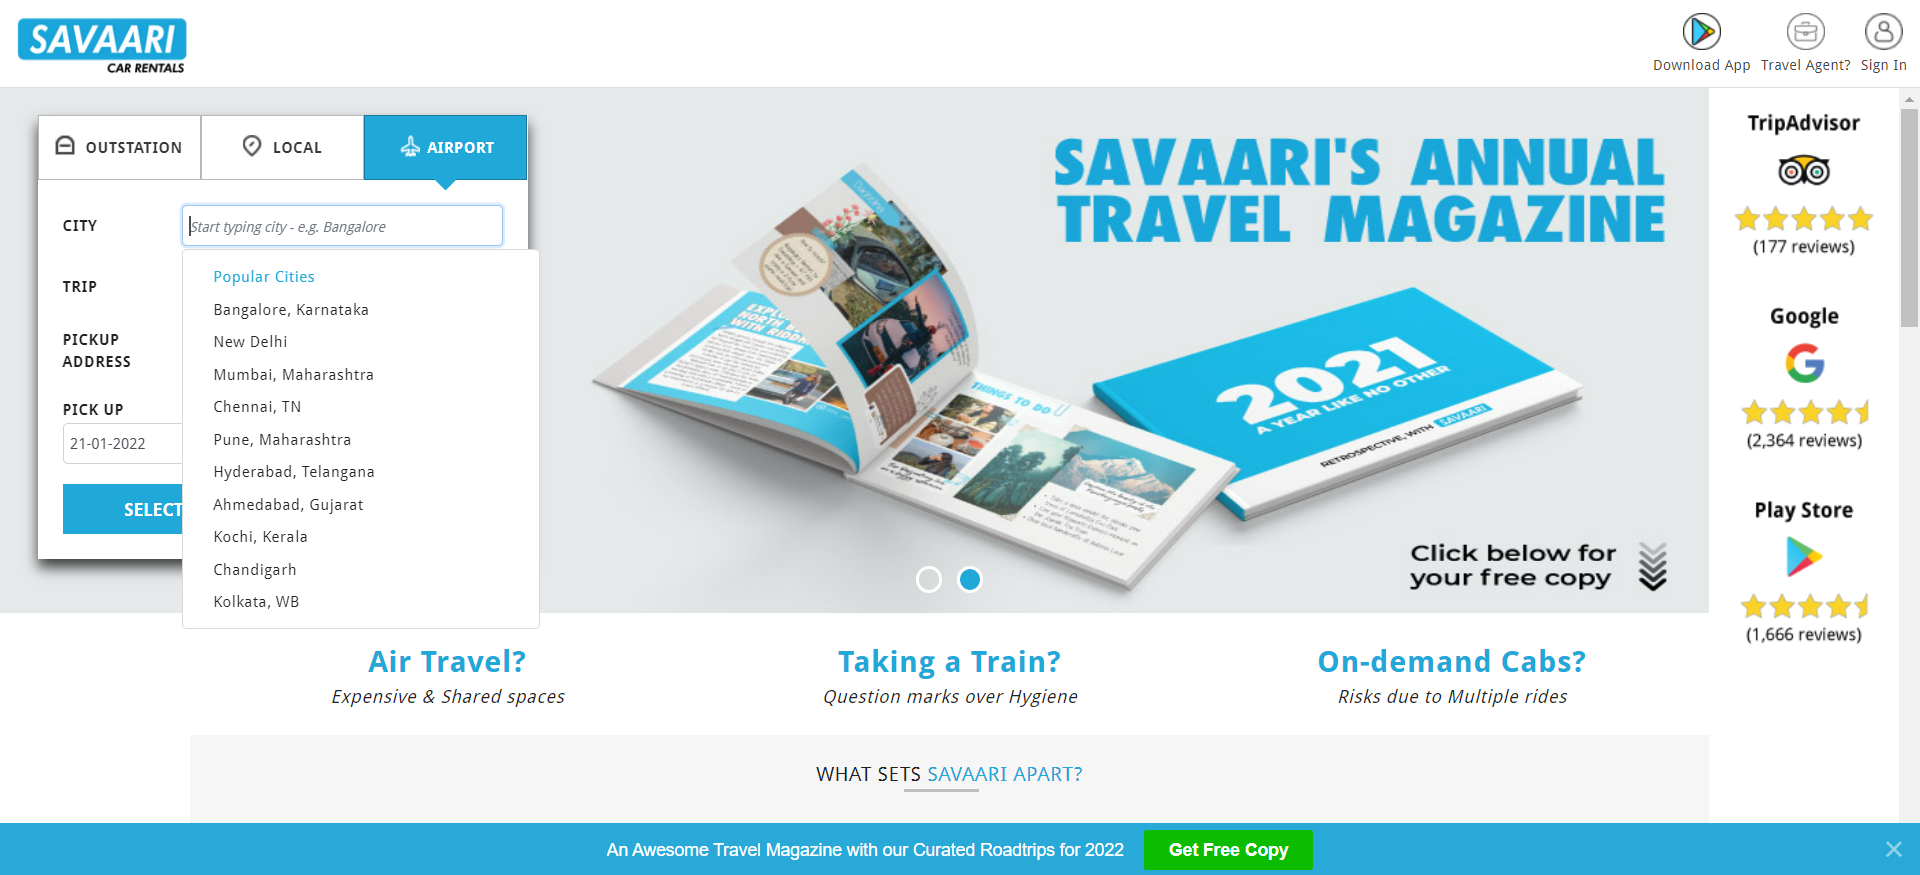 SAVAARI
CAR RENTALS
Download App
Travel Agent?
Sign In
OUTSTATION
LOCAL
AIRPORT
CITY
Start typing city - e.g. Bangalore
Popular Cities
Bangalore, Karnataka
New Delhi
Mumbai, Maharashtra
Chennai, TN
Pune, Maharashtra
Hyderabad, Telangana
Ahmedabad, Gujarat
Kochi, Kerala
Chandigarh
Kolkata, WB
TRIP
PICKUP
ADDRESS
PICK UP
21-01-2022
SELECT
SAVAARI'S ANNUAL
TRAVEL MAGAZINE
THINGS TO DO
2021
A YEAR LIKE NO OTHER
RETROSPECTIVE, WITH SAVAARI
Click below for
your free copy
TripAdvisor
(177 reviews)
Google
(2,364 reviews)
Play Store
(1,666 reviews)
Air Travel?
Expensive & Shared spaces
Taking a Train?
Question marks over Hygiene
On-demand Cabs?
Risks due to Multiple rides
WHAT SETS SAVAARI APART?
An Awesome Travel Magazine with our Curated Roadtrips for 2022
Get Free Copy